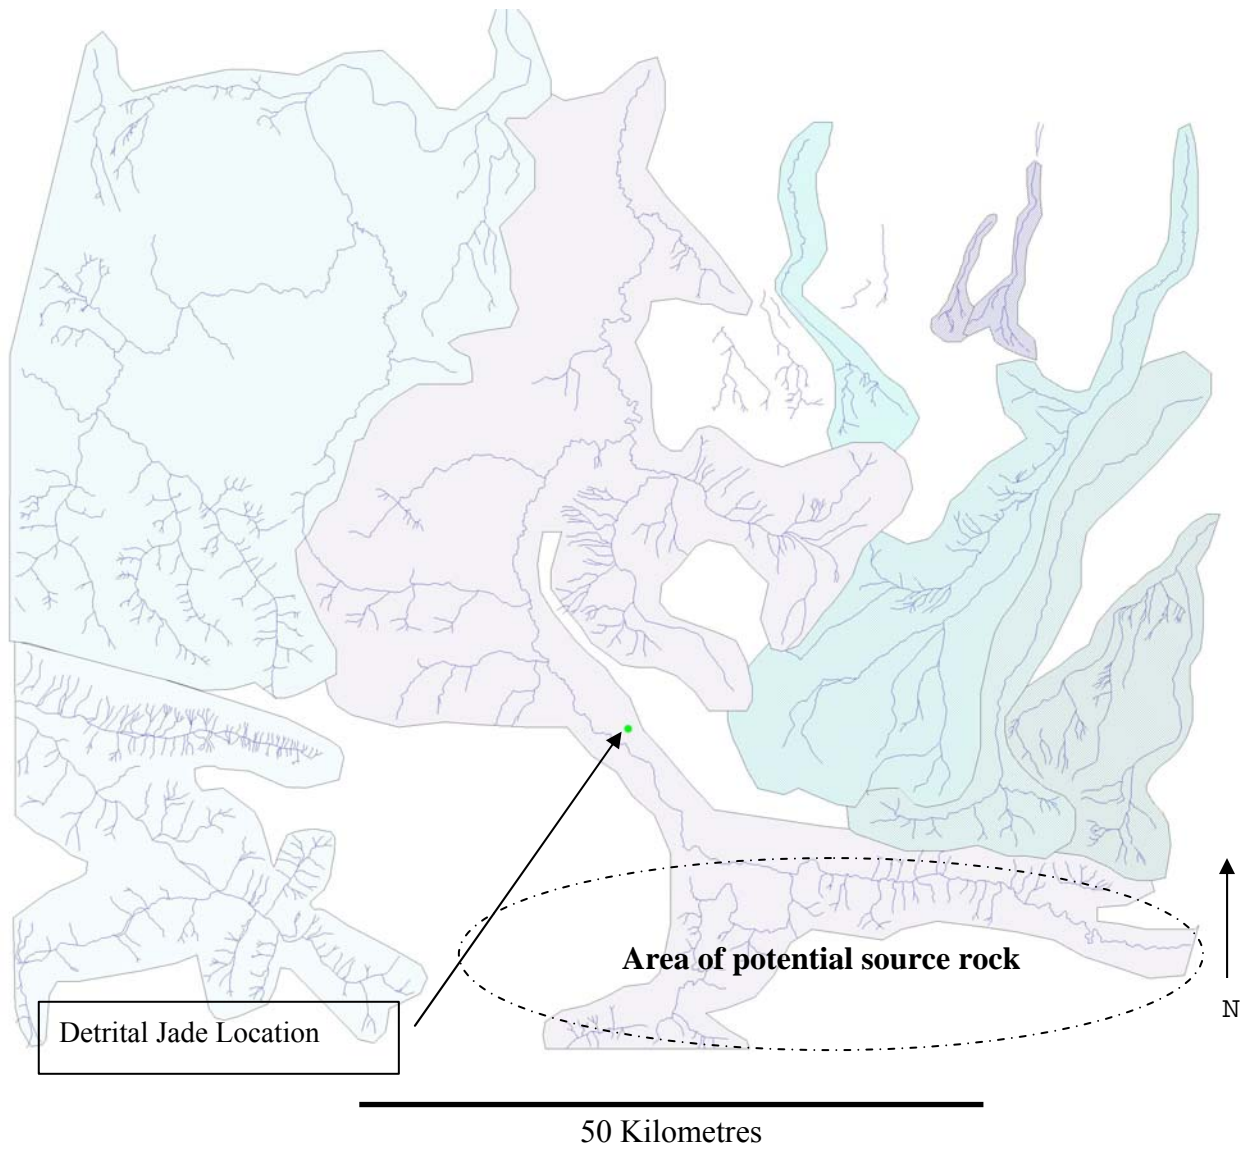 Area of potential source rock
N
Detrital Jade Location
50 Kilometres